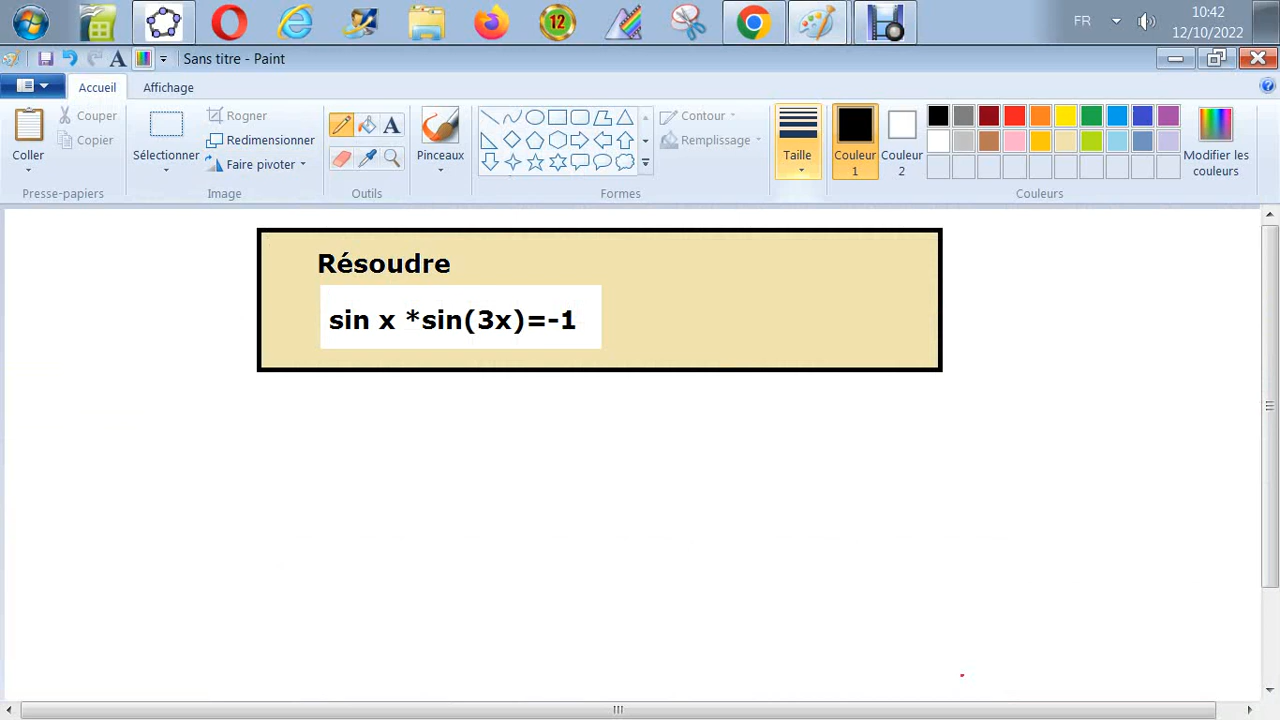 12
FR
10:42
12/10/2022
A
Sans titre - Paint
Accueil
Affichage
Coller
Couper
Copier
Presse-papiers
Sélectionner
Rogner
Redimensionner
Faire pivoter
Image
A
Outils
Pinceaux
Contour
Remplissage
Formes
Taille
Couleur
1
Couleur
2
Modifier les
couleurs
Couleurs
Résoudre
sin x *sin(3x)=-1